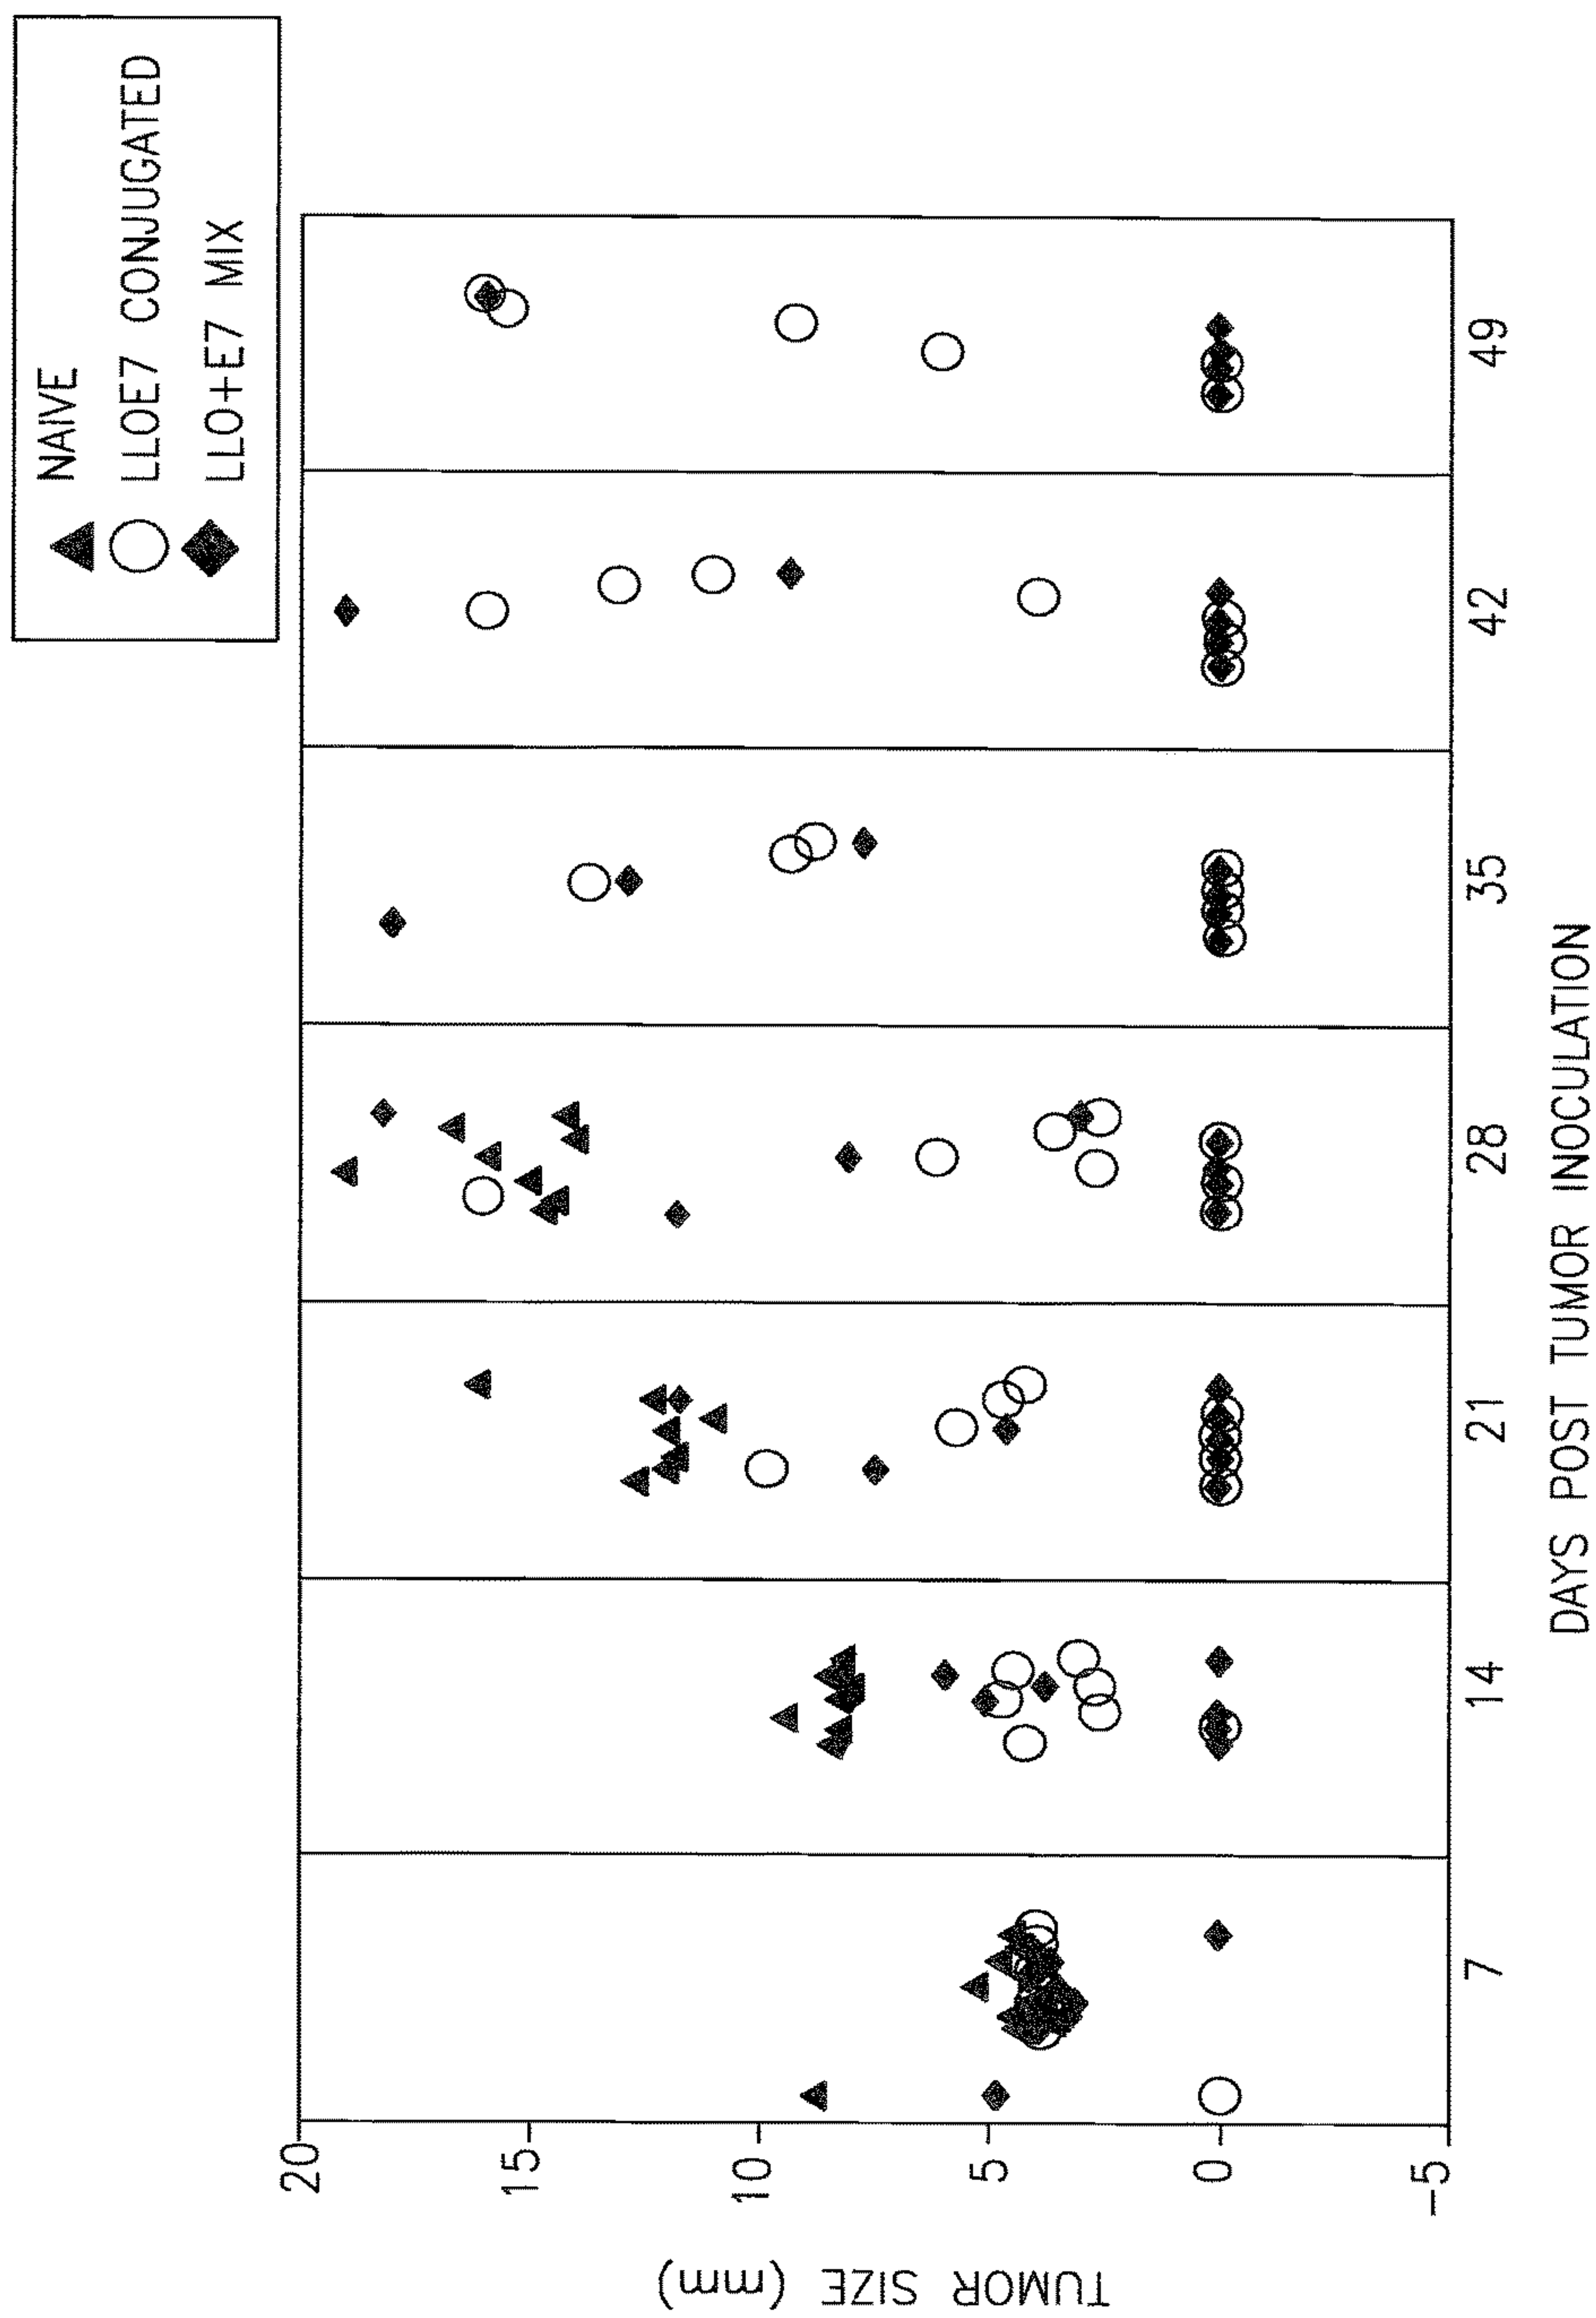 NAIVE
LLOE7 CONJUGATED
LLO+E7 MIX
TUMOR SIZE (mm)
20
15
10
5
0
-5
7
14
21
28
35
42
49
DAYS POST TUMOR INOCULATION